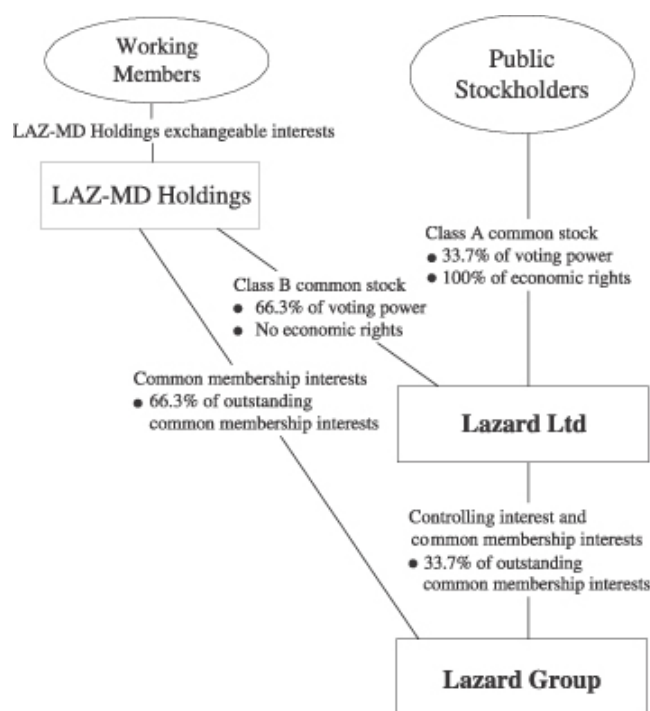 Working
Members
Public
Stockholders
LAZ-MD Holdings exchangeable interests
LAZ-MD Holdings
Class A common stock
● 33.7% of voting power
● 100% of economic rights
Class B common stock
● 66.3% of voting power
● No economic rights
Common membership interests
● 66.3% of outstanding
common membership interests
Lazard Ltd
Controlling interest and
common membership interests
● 33.7% of outstanding
common membership interests
Lazard Group